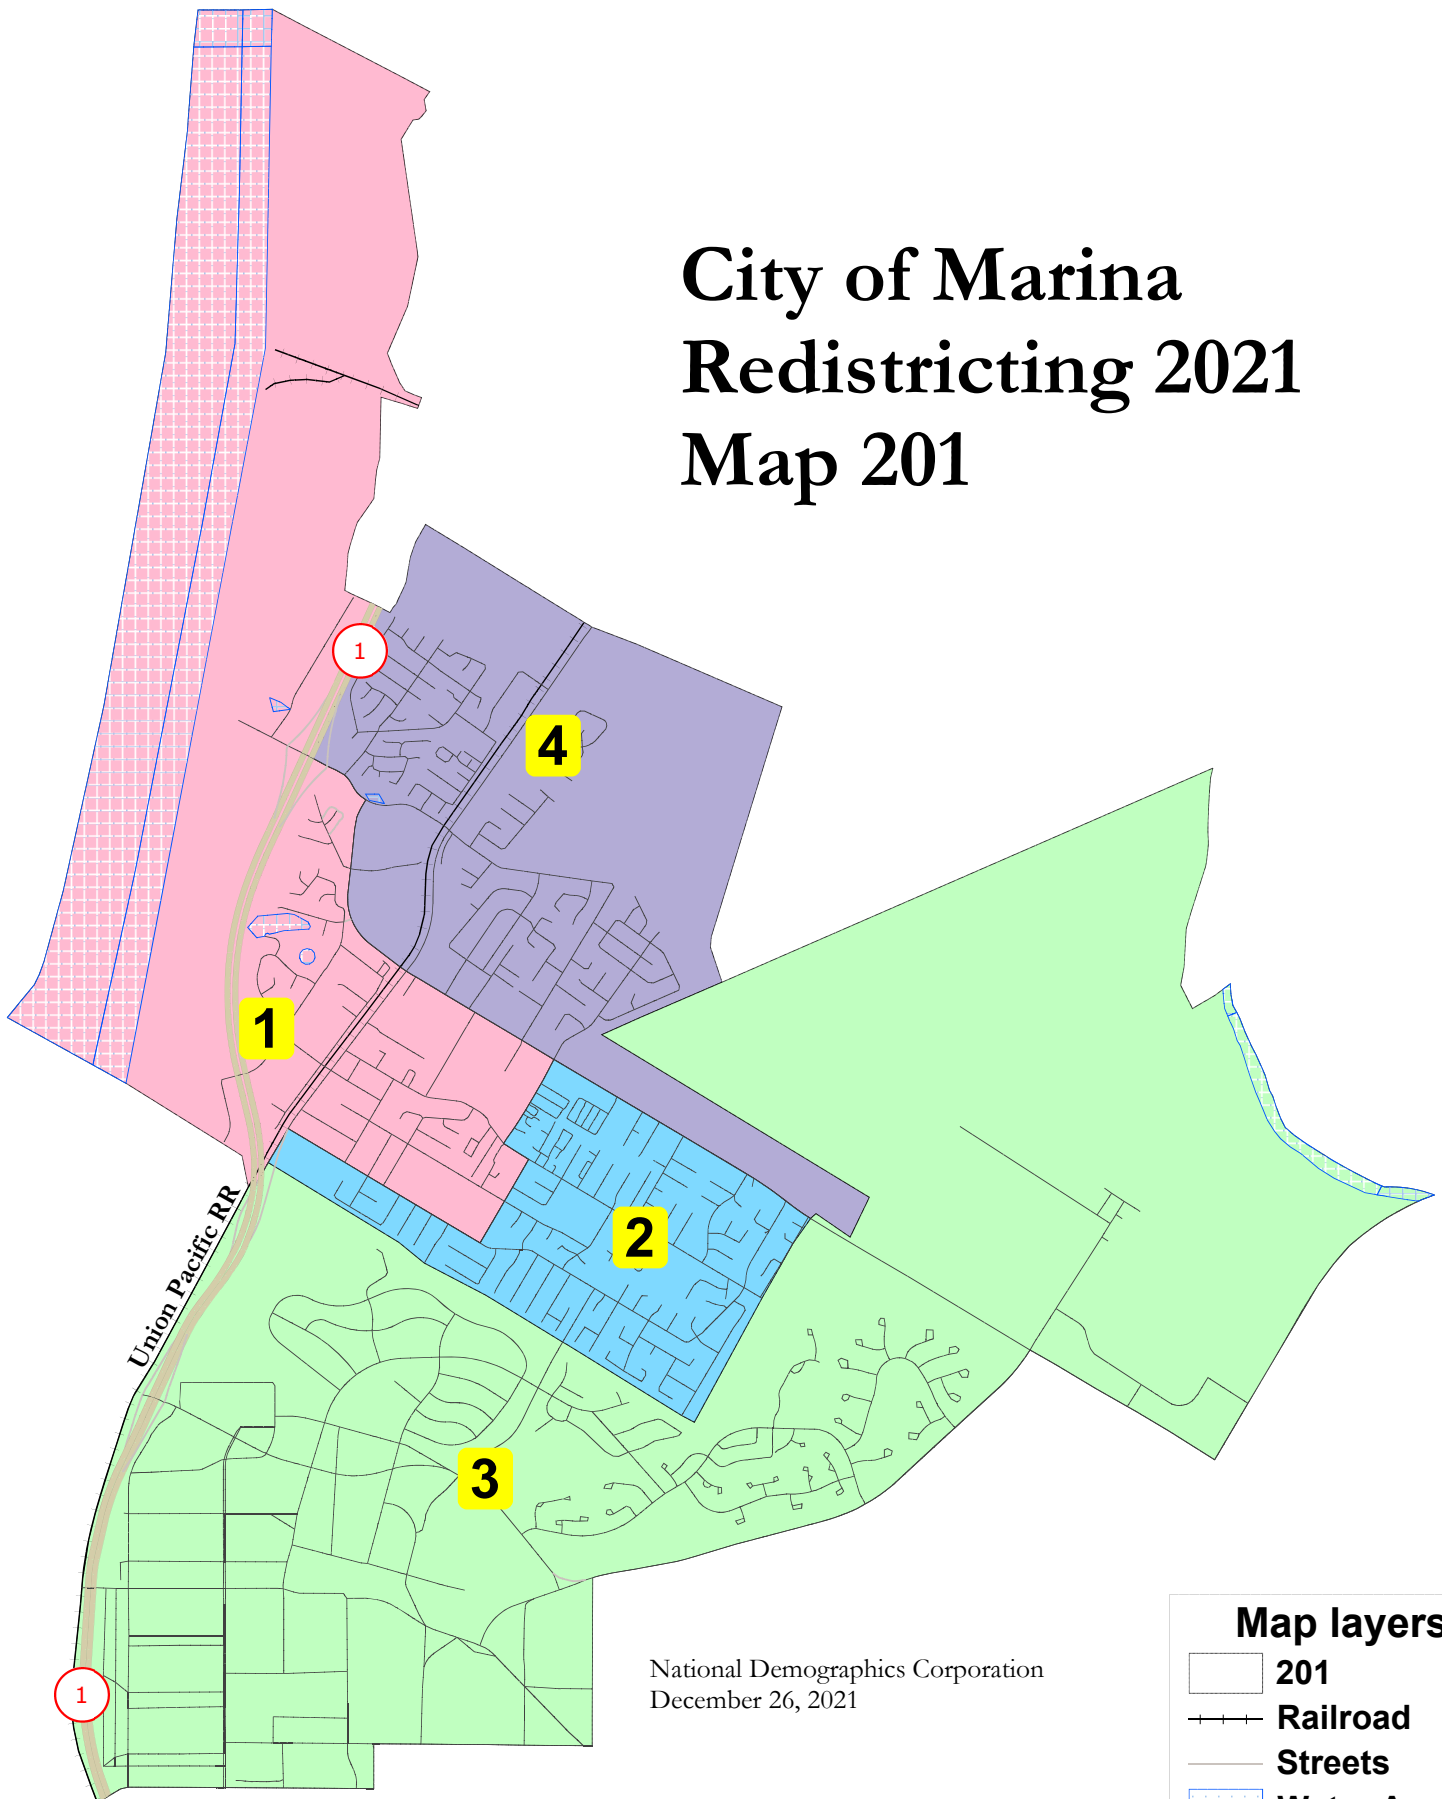 City of Marina
Redistricting 2021
Map 201
1
4
1
2
Union Pacific RR
3
1
National Demographics Corporation
December 26, 2021
Map layers
201
Railroad
Streets